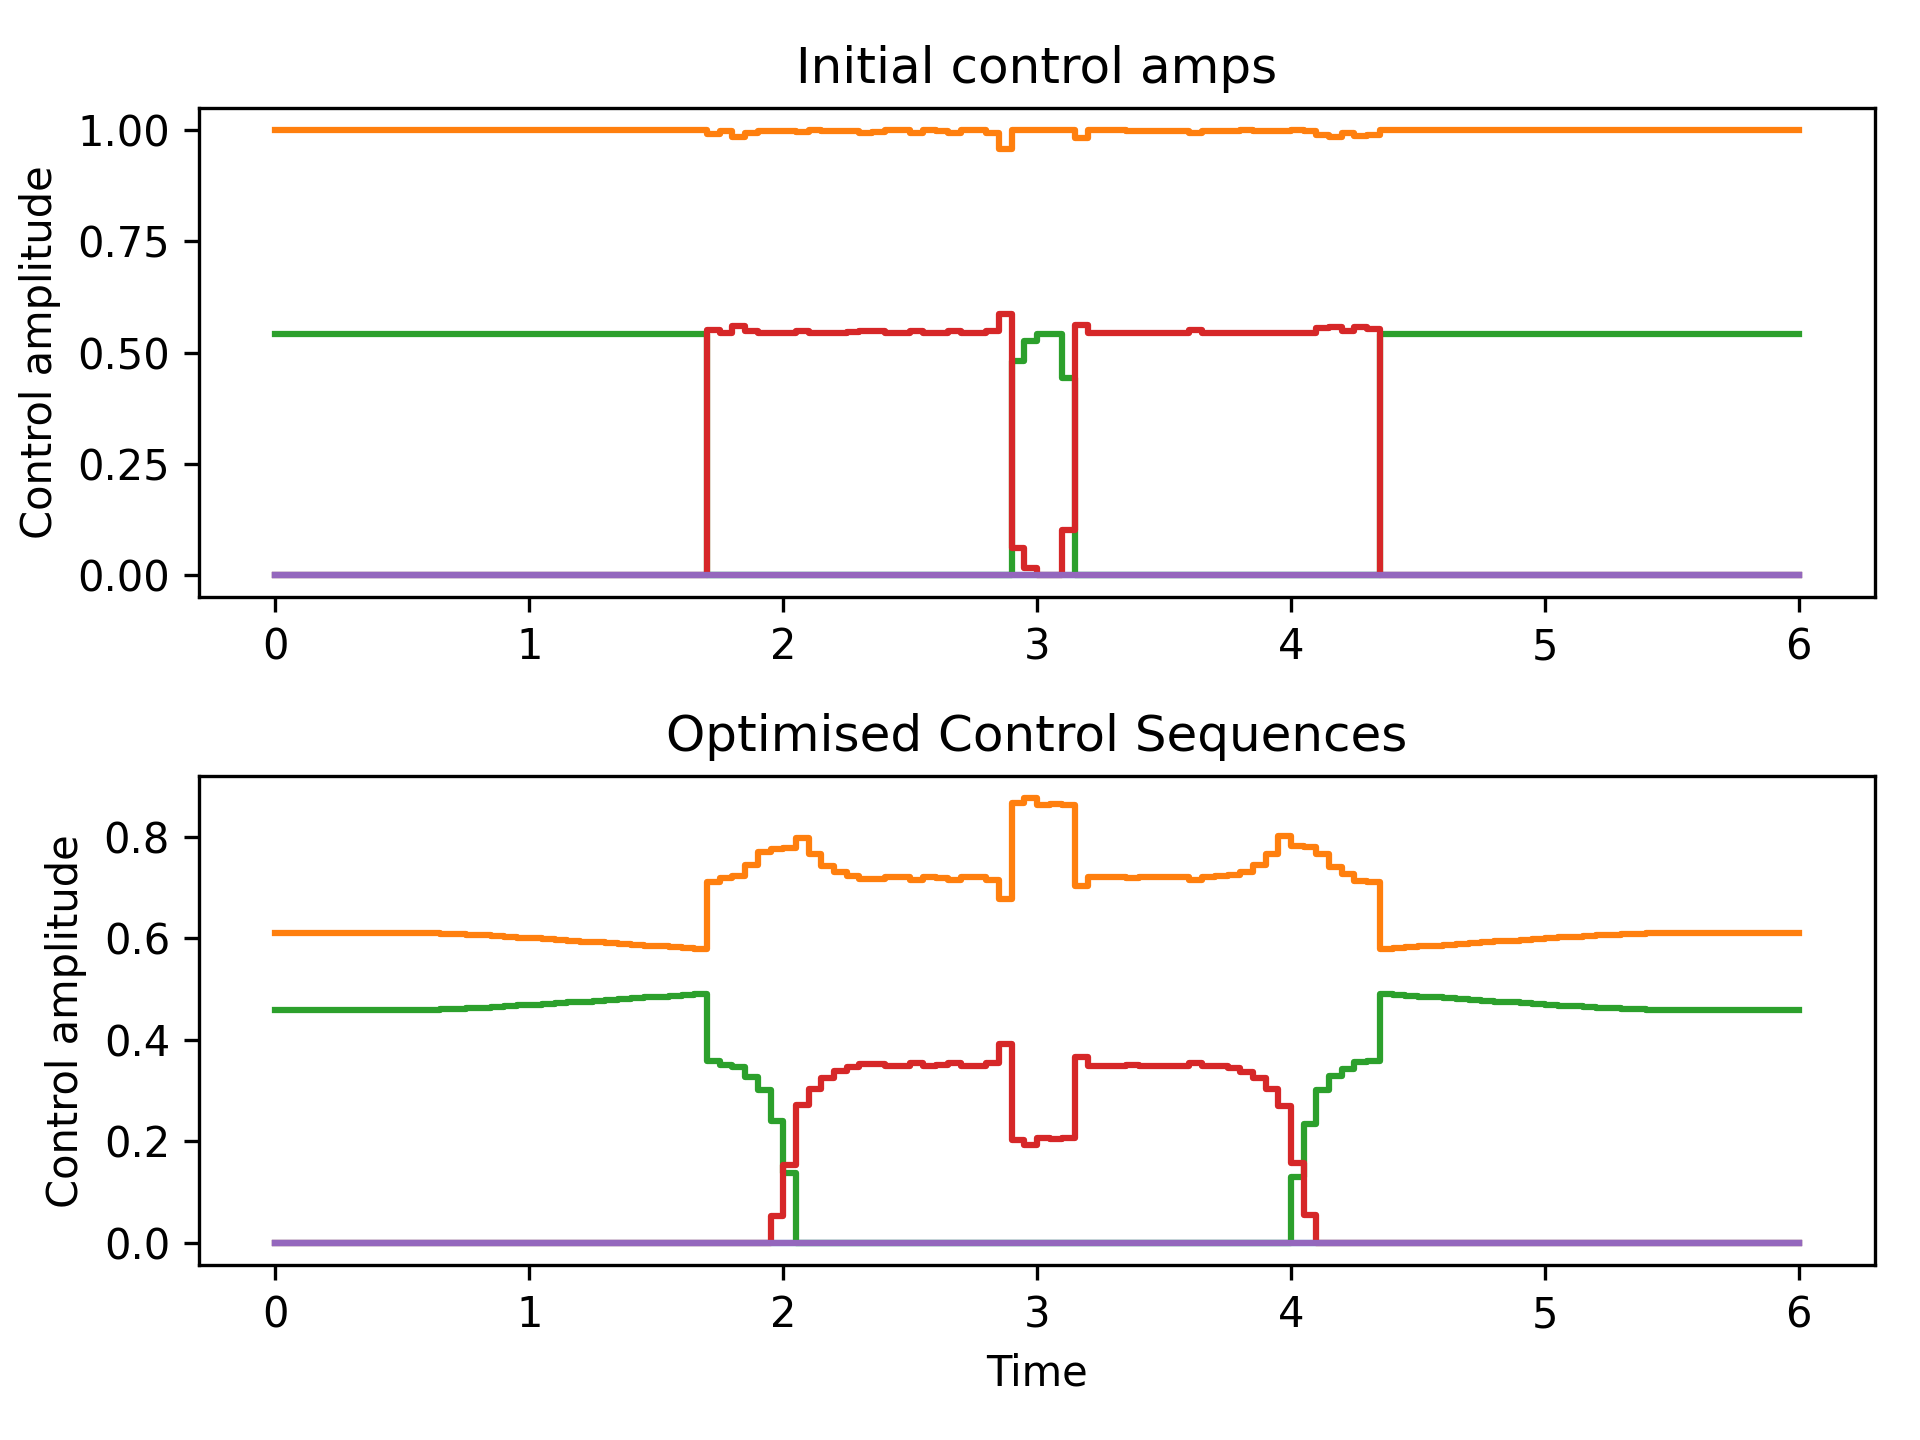 Initial control amps
Control amplitude
1.00
0.75
0.50
0.25
0.00
0 1 2 3 4 5 6
Optimised Control Sequences
Control amplitude
0.8
0.6
0.4
0.2
0.0
0 1 2 3 4 5 6
Time